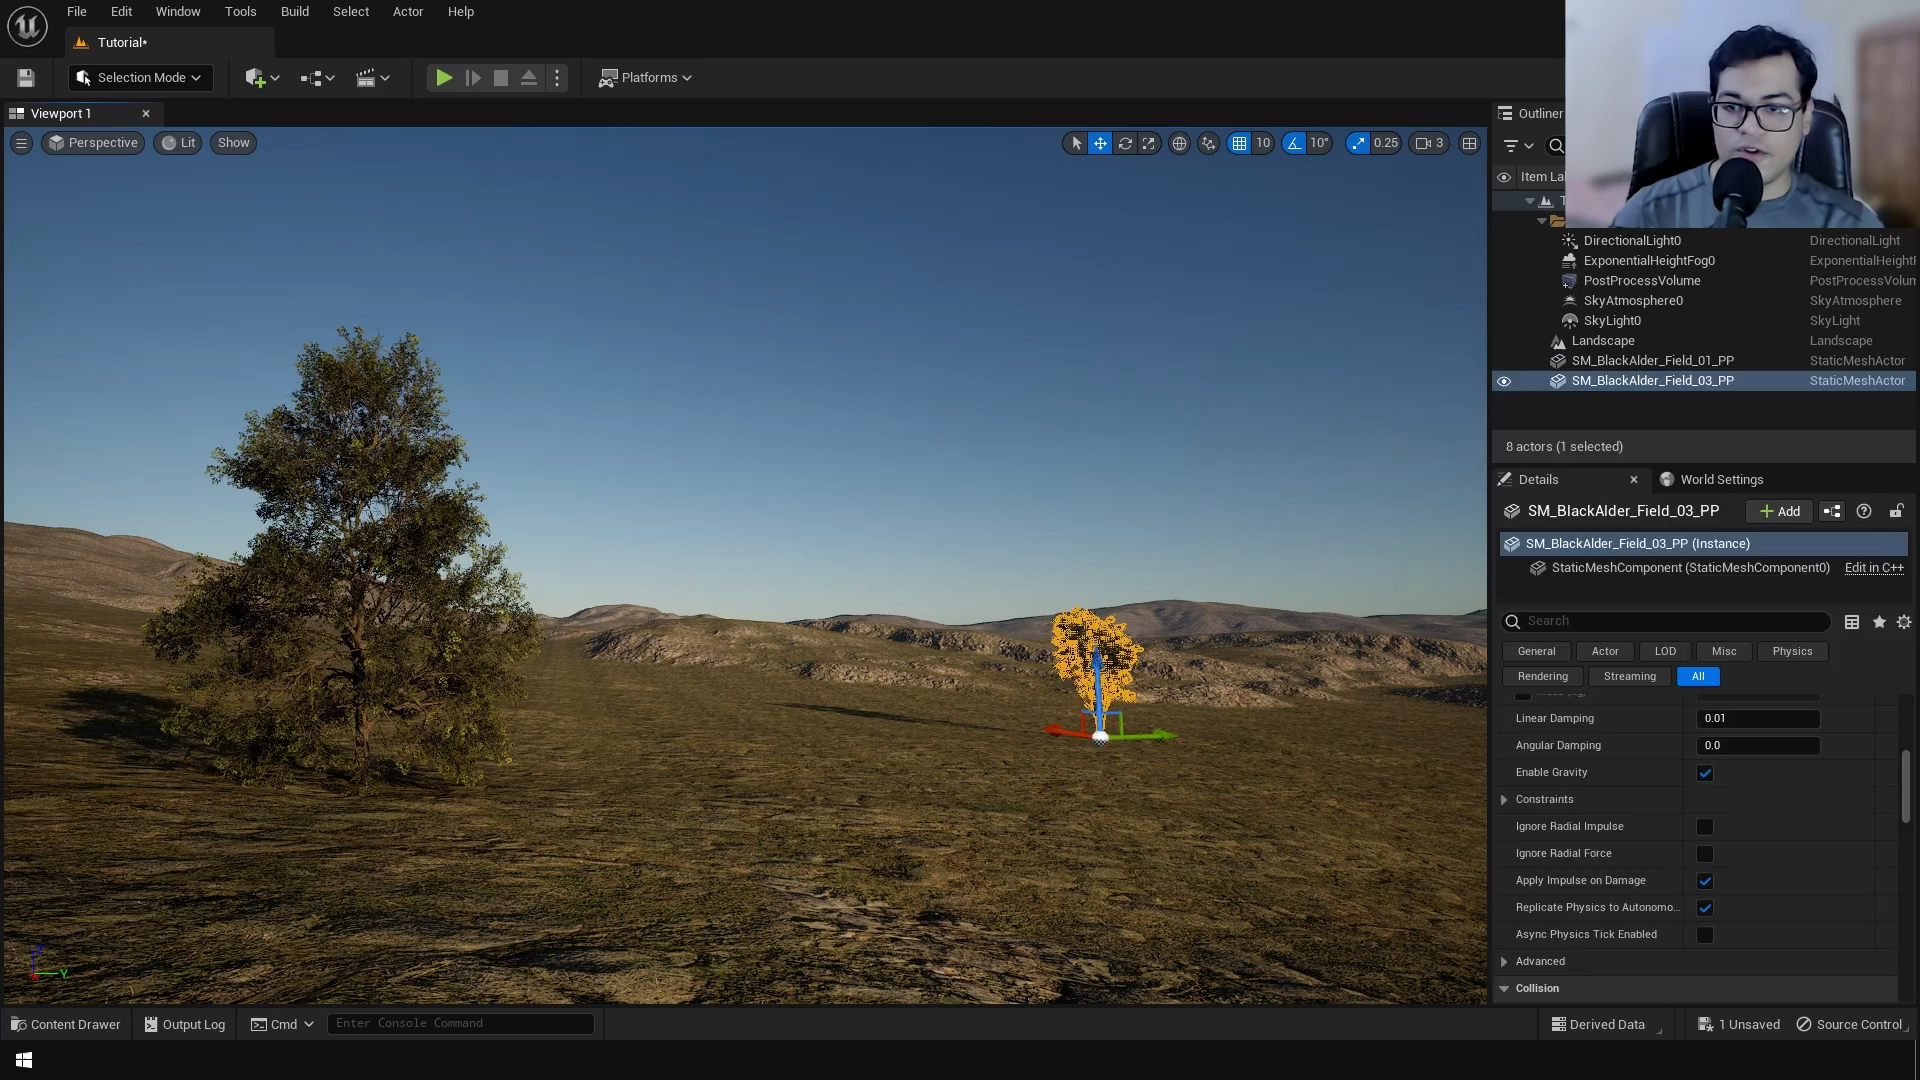 File Edit Window Tools Build Select Actor Help
Tutorial*
Selection Mode
Platforms
Viewport 1
Outliner
Perspective Lit Show
10 10° 0.25 3
DirectionalLight0 DirectionalLight
ExponentialHeightFog0
PostProcessVolume
SkyAtmosphere0 SkyAtmosphere
SkyLight0 SkyLight
Landscape Landscape
SM_BlackAlder_Field_01_PP StaticMeshActor
SM_BlackAlder_Field_03_PP StaticMeshActor
8 actors (1 selected)
Details World Settings
SM_BlackAlder_Field_03_PP Add
SM_BlackAlder_Field_03_PP (Instance)
StaticMeshComponent (StaticMeshComponent0) Edit in C++
Search
General Actor LOD Misc Physics
Rendering Streaming All
Linear Damping 0.01
Angular Damping 0.0
Enable Gravity
Constraints
Ignore Radial Impulse
Ignore Radial Force
Apply Impulse on Damage
Replicate Physics to Autonomo...
Async Physics Tick Enabled
Advanced
Collision
Y
Content Drawer Output Log Cmd Enter Console Command Derived Data 1 Unsaved Source Control